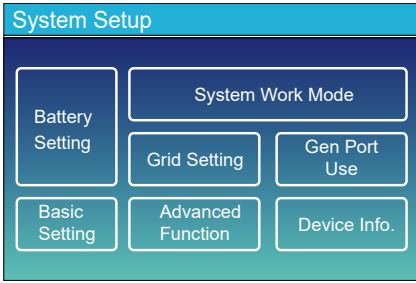 System Setup
Battery
Setting
System Work Mode
Grid Setting
Gen Port
Use
Basic
Setting
Advanced
Function
Device Info.